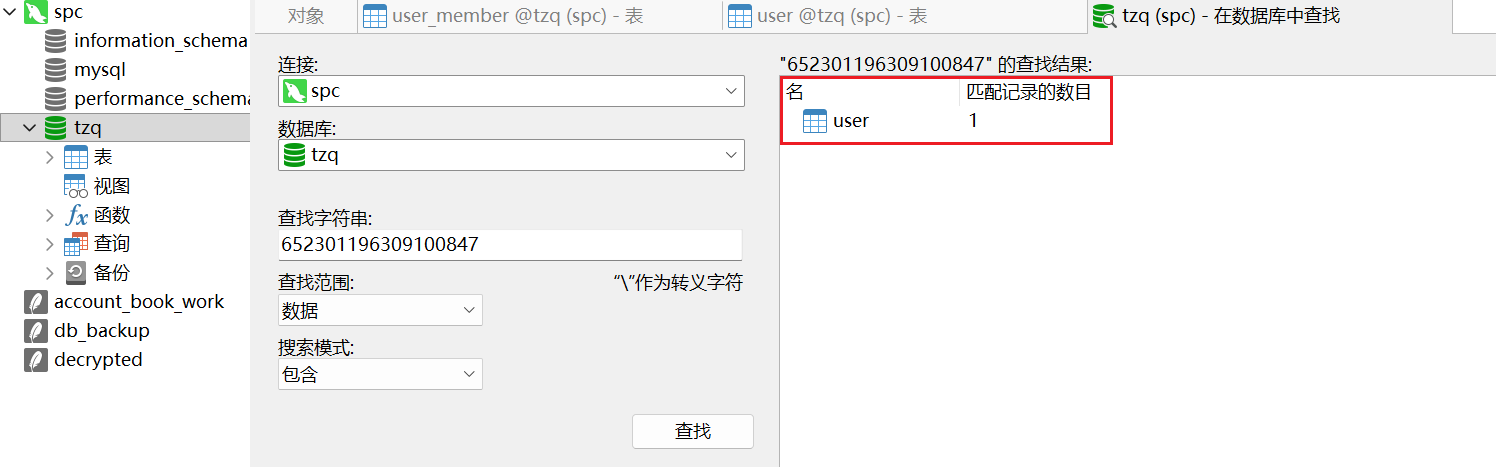 spc
information_schema
mysql
performance_schema
tzq
表
视图
fx 函数
查询
备份
account_book_work
db_backup
decrypted
对象
user_member @tzq (spc) - 表
user @tzq (spc) - 表
tzq (spc) - 在数据库中查找
连接:
spc
数据库:
tzq
查找字符串:
652301196309100847
查找范围:
“\”作为转义字符
数据
搜索模式:
包含
查找
"652301196309100847" 的查找结果:
名 匹配记录的数目
user 1